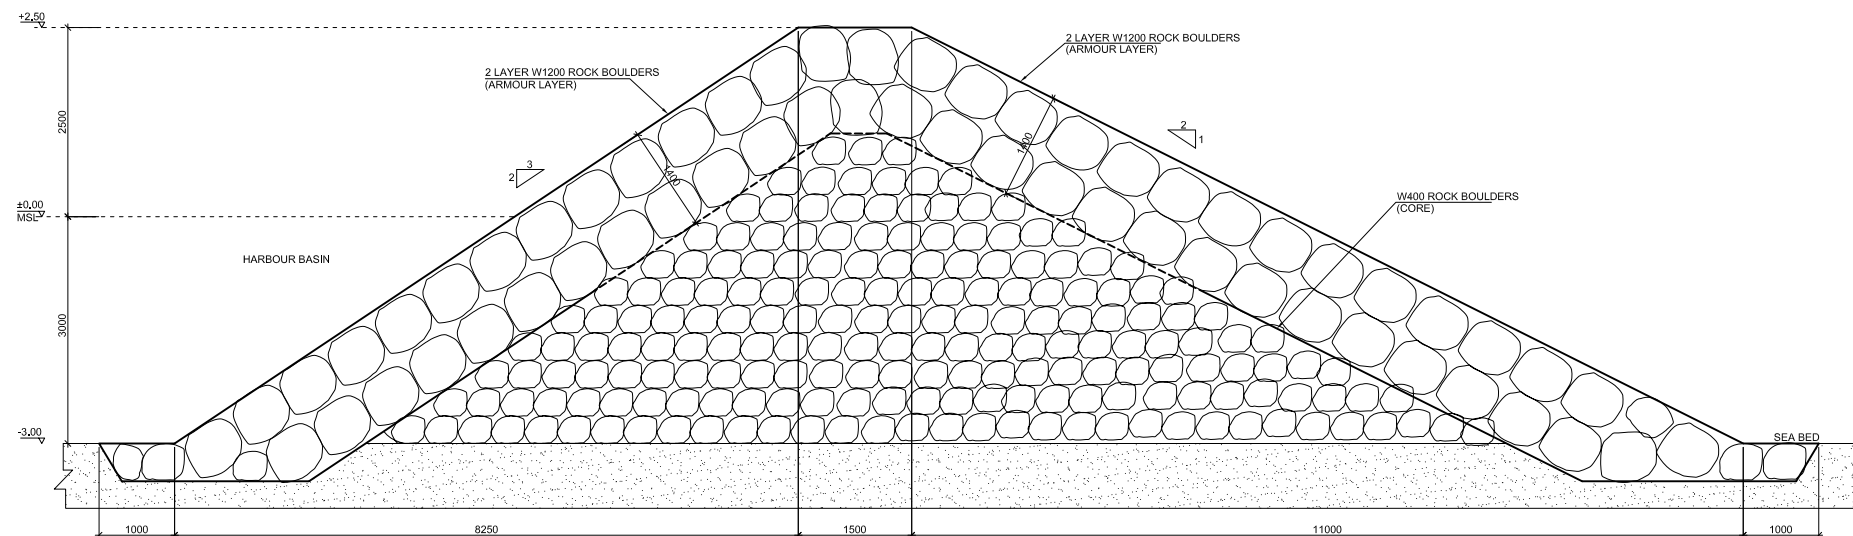 +2.50
2 LAYER W1200 ROCK BOULDERS
(ARMOUR LAYER)
2 LAYER W1200 ROCK BOULDERS
(ARMOUR LAYER)
2500
1400
1400
3
2
2
1
±0.00
MSL
W400 ROCK BOULDERS
(CORE)
HARBOUR BASIN
3000
-3.00
SEA BED
1000
8250
1500
11000
1000